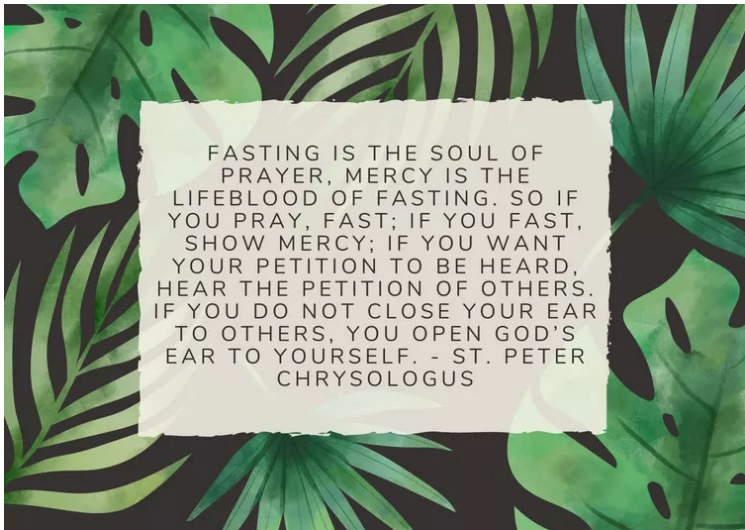 FASTING IS THE SOUL OF
PRAYER, MERCY IS THE
LIFEBLOOD OF FASTING. SO IF
YOU PRAY, FAST; IF YOU FAST,
SHOW MERCY; IF YOU WANT
YOUR PETITION TO BE HEARD,
HEAR THE PETITION OF OTHERS.
IF YOU DO NOT CLOSE YOUR EAR
TO OTHERS, YOU OPEN GOD’S
EAR TO YOURSELF. - ST. PETER
CHRYSOLOGUS